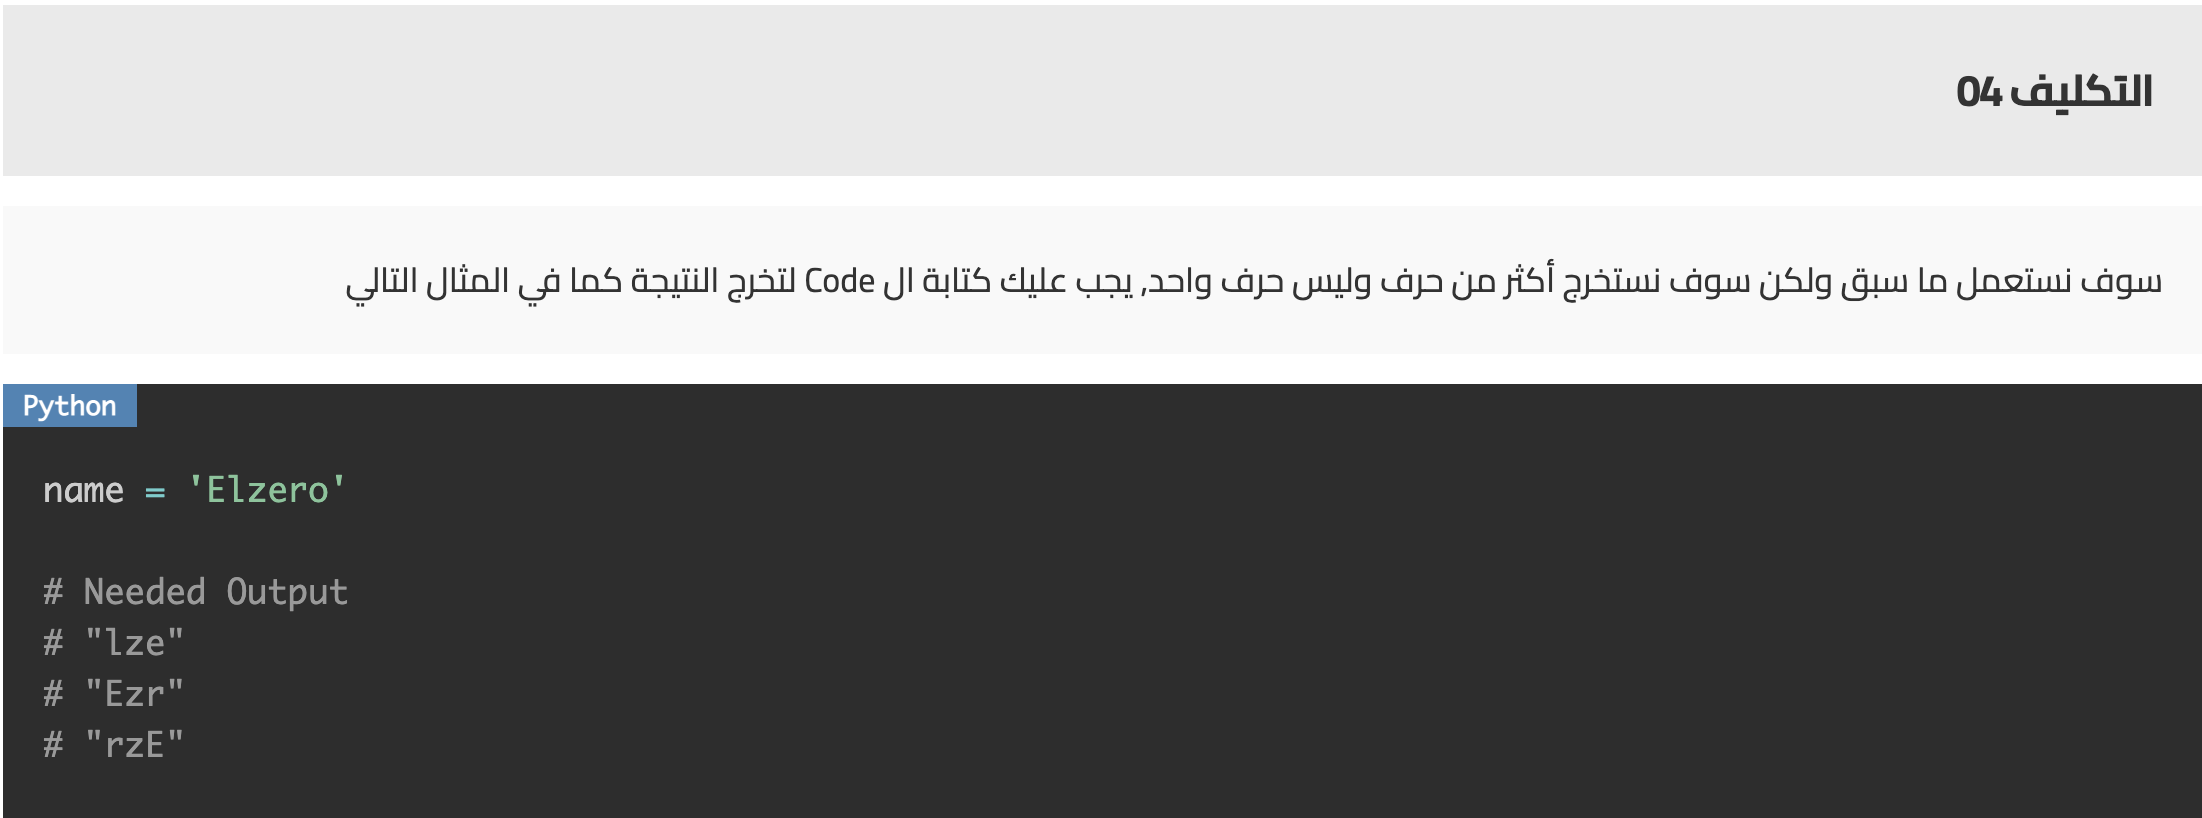 التكليف 04
سوف نستعمل ما سبق ولكن سوف نستخرج أكثر من حرف وليس حرف واحد, يجب عليك كتابة ال Code لتخرج النتيجة كما في المثال التالي
Python
name = 'Elzero'
# Needed Output
# "lze"
# "Ezr"
# "rzE"